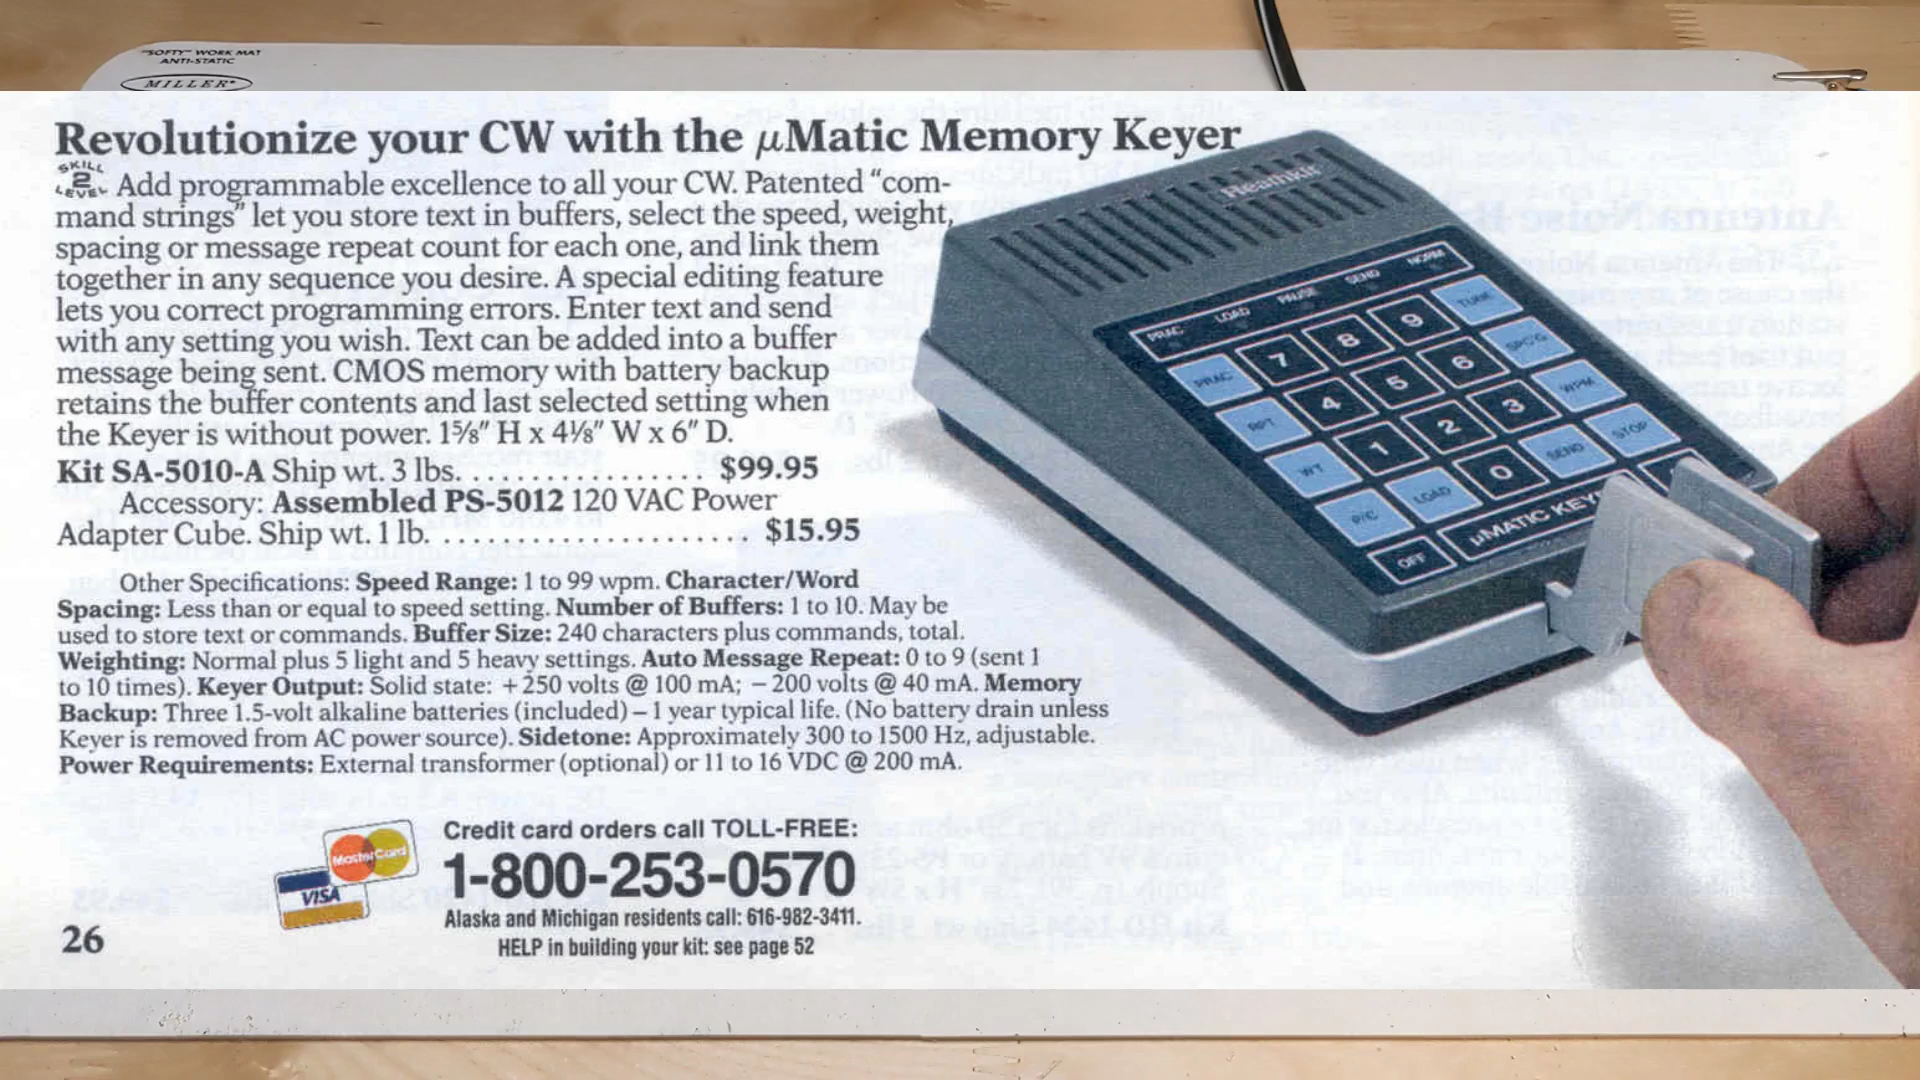 "SOFTY" WORK MAT
ANTI-STATIC
MILLER
Revolutionize your CW with the µMatic Memory Keyer
SKILL
2
LEVEL
Add programmable excellence to all your CW. Patented “com-
mand strings” let you store text in buffers, select the speed, weight,
spacing or message repeat count for each one, and link them
together in any sequence you desire. A special editing feature
lets you correct programming errors. Enter text and send
with any setting you wish. Text can be added into a buffer
message being sent. CMOS memory with battery backup
retains the buffer contents and last selected setting when
the Keyer is without power. 1⅝″ H x 4⅛″ W x 6″ D.
Kit SA-5010-A Ship wt. 3 lbs. . . . . . . . . . . . . . . . . $99.95
Accessory: Assembled PS-5012 120 VAC Power
Adapter Cube. Ship wt. 1 lb. . . . . . . . . . . . . . . . . . . . . . $15.95
Other Specifications: Speed Range: 1 to 99 wpm. Character/Word
Spacing: Less than or equal to speed setting. Number of Buffers: 1 to 10. May be
used to store text or commands. Buffer Size: 240 characters plus commands, total.
Weighting: Normal plus 5 light and 5 heavy settings. Auto Message Repeat: 0 to 9 (sent 1
to 10 times). Keyer Output: Solid state: +250 volts @ 100 mA; −200 volts @ 40 mA. Memory
Backup: Three 1.5-volt alkaline batteries (included) – 1 year typical life. (No battery drain unless
Keyer is removed from AC power source). Sidetone: Approximately 300 to 1500 Hz, adjustable.
Power Requirements: External transformer (optional) or 11 to 16 VDC @ 200 mA.
Heathkit
PRAC LOAD PAUSE SEND NORM
PRAC 7 8 9 TUNE
RPT 4 5 6 SPC'G
WT 1 2 3 WPM
P/C LOAD 0 SEND STOP
OFF µMATIC KEY
MasterCard
VISA
Credit card orders call TOLL-FREE:
1-800-253-0570
Alaska and Michigan residents call: 616-982-3411.
HELP in building your kit: see page 52
26